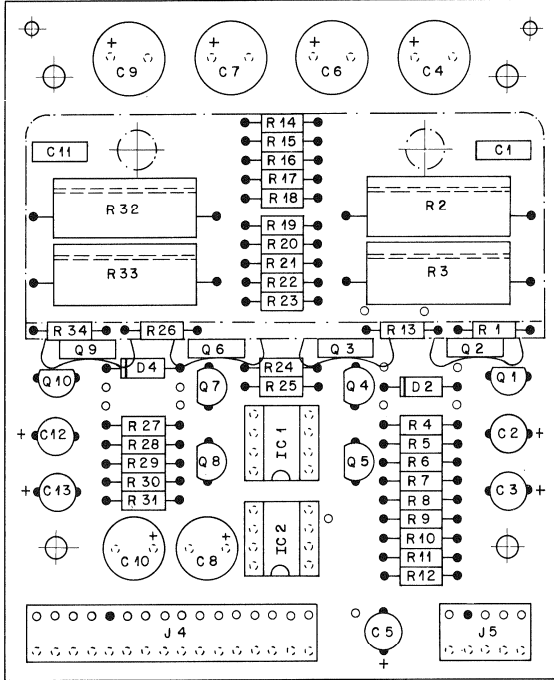 + + + +
C9 C7 C6 C4
R14
R15
C11 R16 C1
R17
R18
R32 R2
R19
R20
R33 R21 R3
R22
R23
R34 R26 R13 R1
Q9 Q6 Q3 Q2
D4 R24
Q10 Q7 R25 Q4 D2 Q1
R27 R4
+ C12 R28 IC1 R5 C2 +
R29 Q8 Q5 R6
R30 R7
+ C13 R31 R8 C3 +
R9
+ + R10
C10 C8 IC2 R11
R12
J4 C5 J5
+